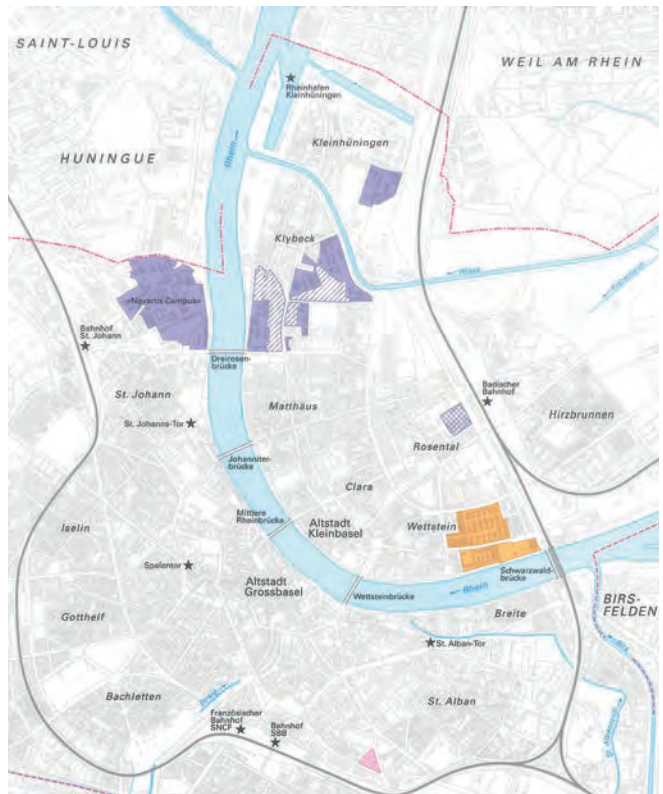 SAINT-LOUIS
WEIL AM RHEIN
Rheinhafen
Kleinhüningen
Kleinhüningen
HUNINGUE
Rhein
Klybeck
Wiese
«Novartis Campus»
Bahnhof
St. Johann
Dreirosen-
brücke
Badischer
Bahnhof
St. Johann
Matthäus
Hirzbrunnen
St. Johanns-Tor
Rosental
Johanniter-
brücke
Clara
Mittlere
Rheinbrücke
Altstadt
Kleinbasel
Wettstein
Iselin
Spalentor
Schwarzwald-
brücke
Altstadt
Grossbasel
Wettsteinbrücke
Rhein
BIRS-
FELDEN
Gotthelf
Breite
Birs
St. Alban-Tor
Bachletten
Birsig
St. Alban
Französischer
Bahnhof
SNCF
Bahnhof
SBB